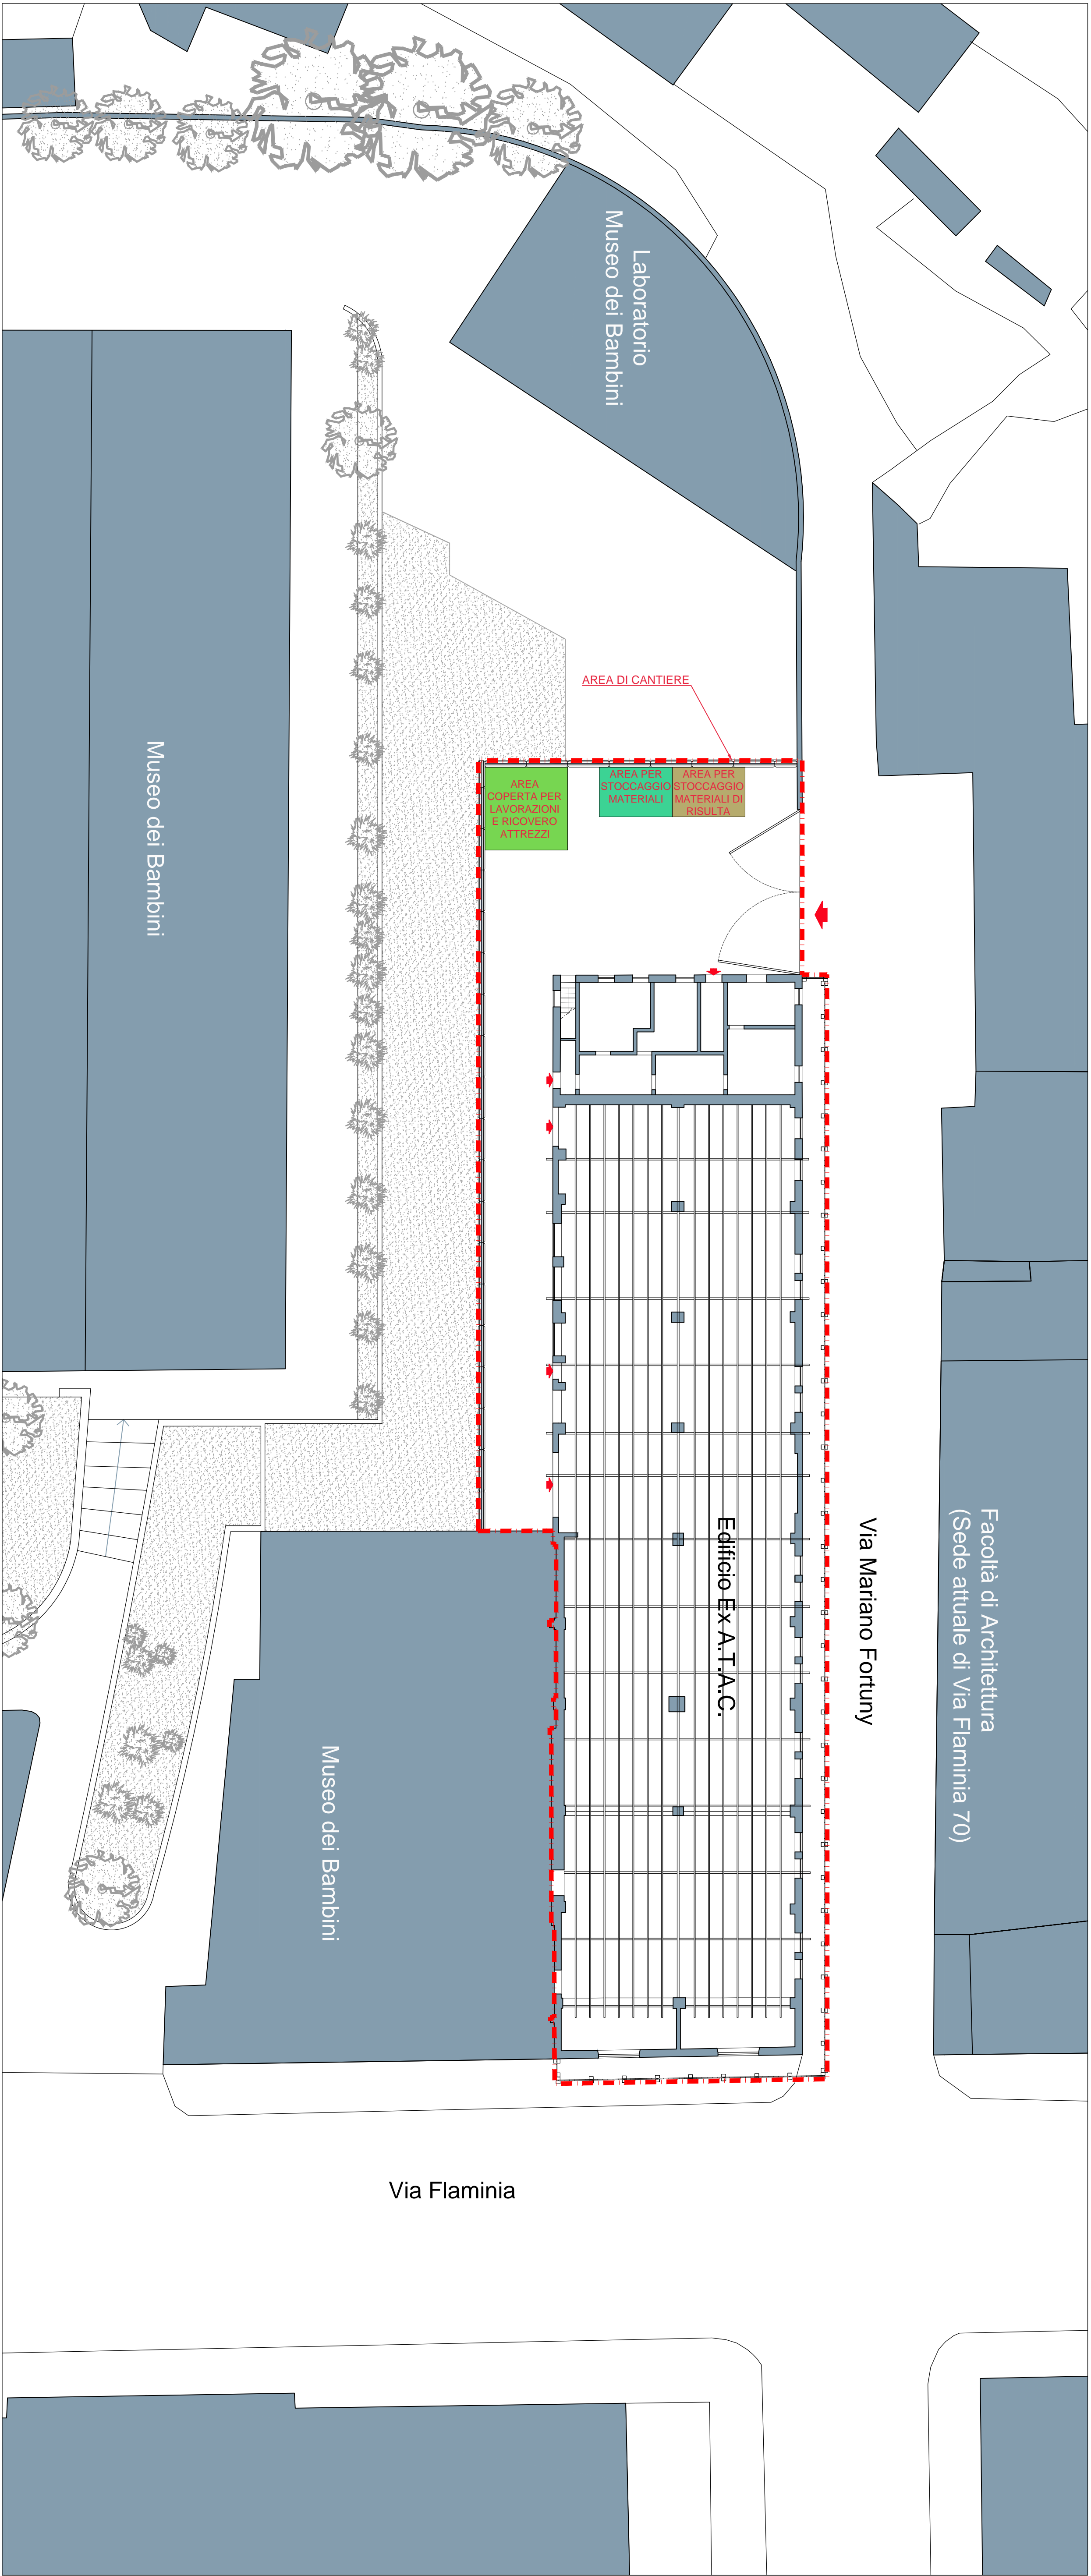 Laboratorio
Museo dei Bambini
AREA DI CANTIERE
AREA
COPERTA PER
LAVORAZIONI
E RICOVERO
ATTREZZI
AREA PER
STOCCAGGIO
MATERIALI
AREA PER
STOCCAGGIO
MATERIALI DI
RISULTA
Museo dei Bambini
Edificio Ex A.T.A.C.
Via Mariano Fortuny
Facoltà di Architettura
(Sede attuale di Via Flaminia 70)
Museo dei Bambini
Via Flaminia